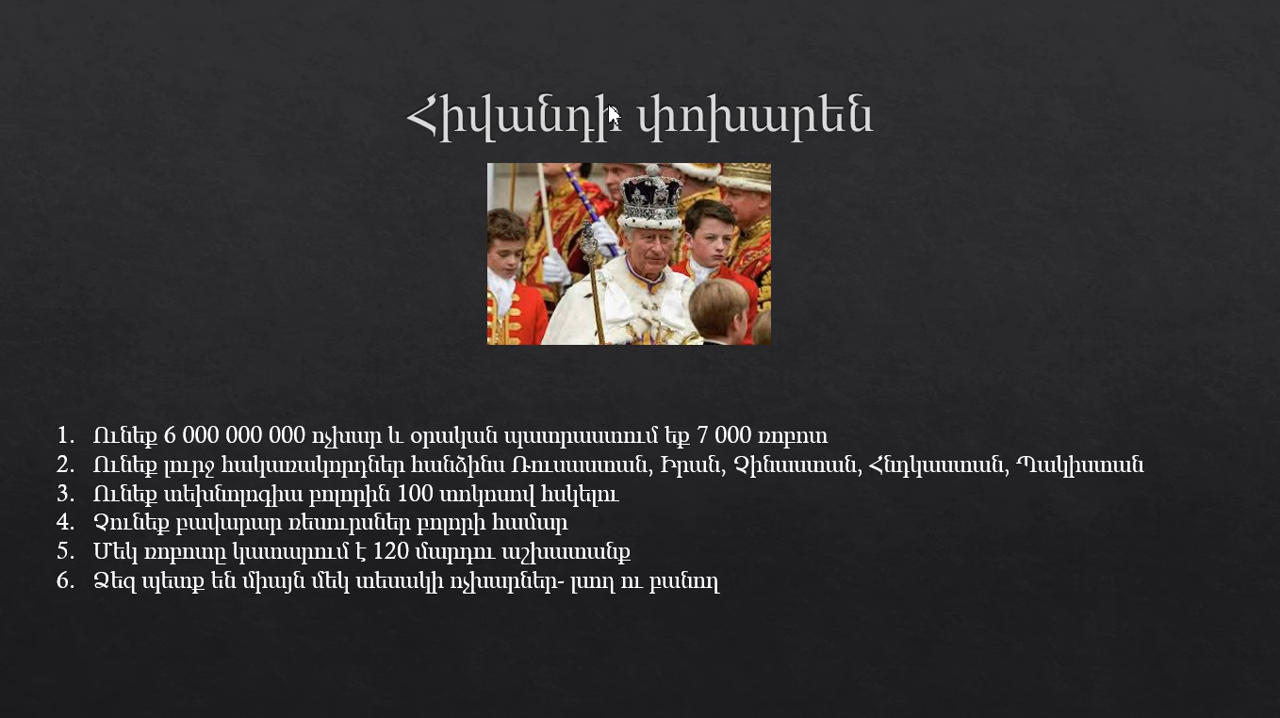 Հիվանդի փոխարեն
1. Ունեք 6 000 000 000 ոչխար և օրական պատրաստում եք 7 000 ռոբոտ
2. Ունեք լուրջ հակառակորդներ հանձինս Ռուսաստան, Իրան, Չինաստան, Հնդկաստան, Պակիստան
3. Ունեք տեխնոլոգիա բոլորին 100 տոկոսով հսկելու
4. Չունեք բավարար ռեսուրսներ բոլորի համար
5. Մեկ ռոբոտը կատարում է 120 մարդու աշխատանք
6. Ձեզ պետք են միայն մեկ տեսակի ոչխարներ- լսող ու բանող